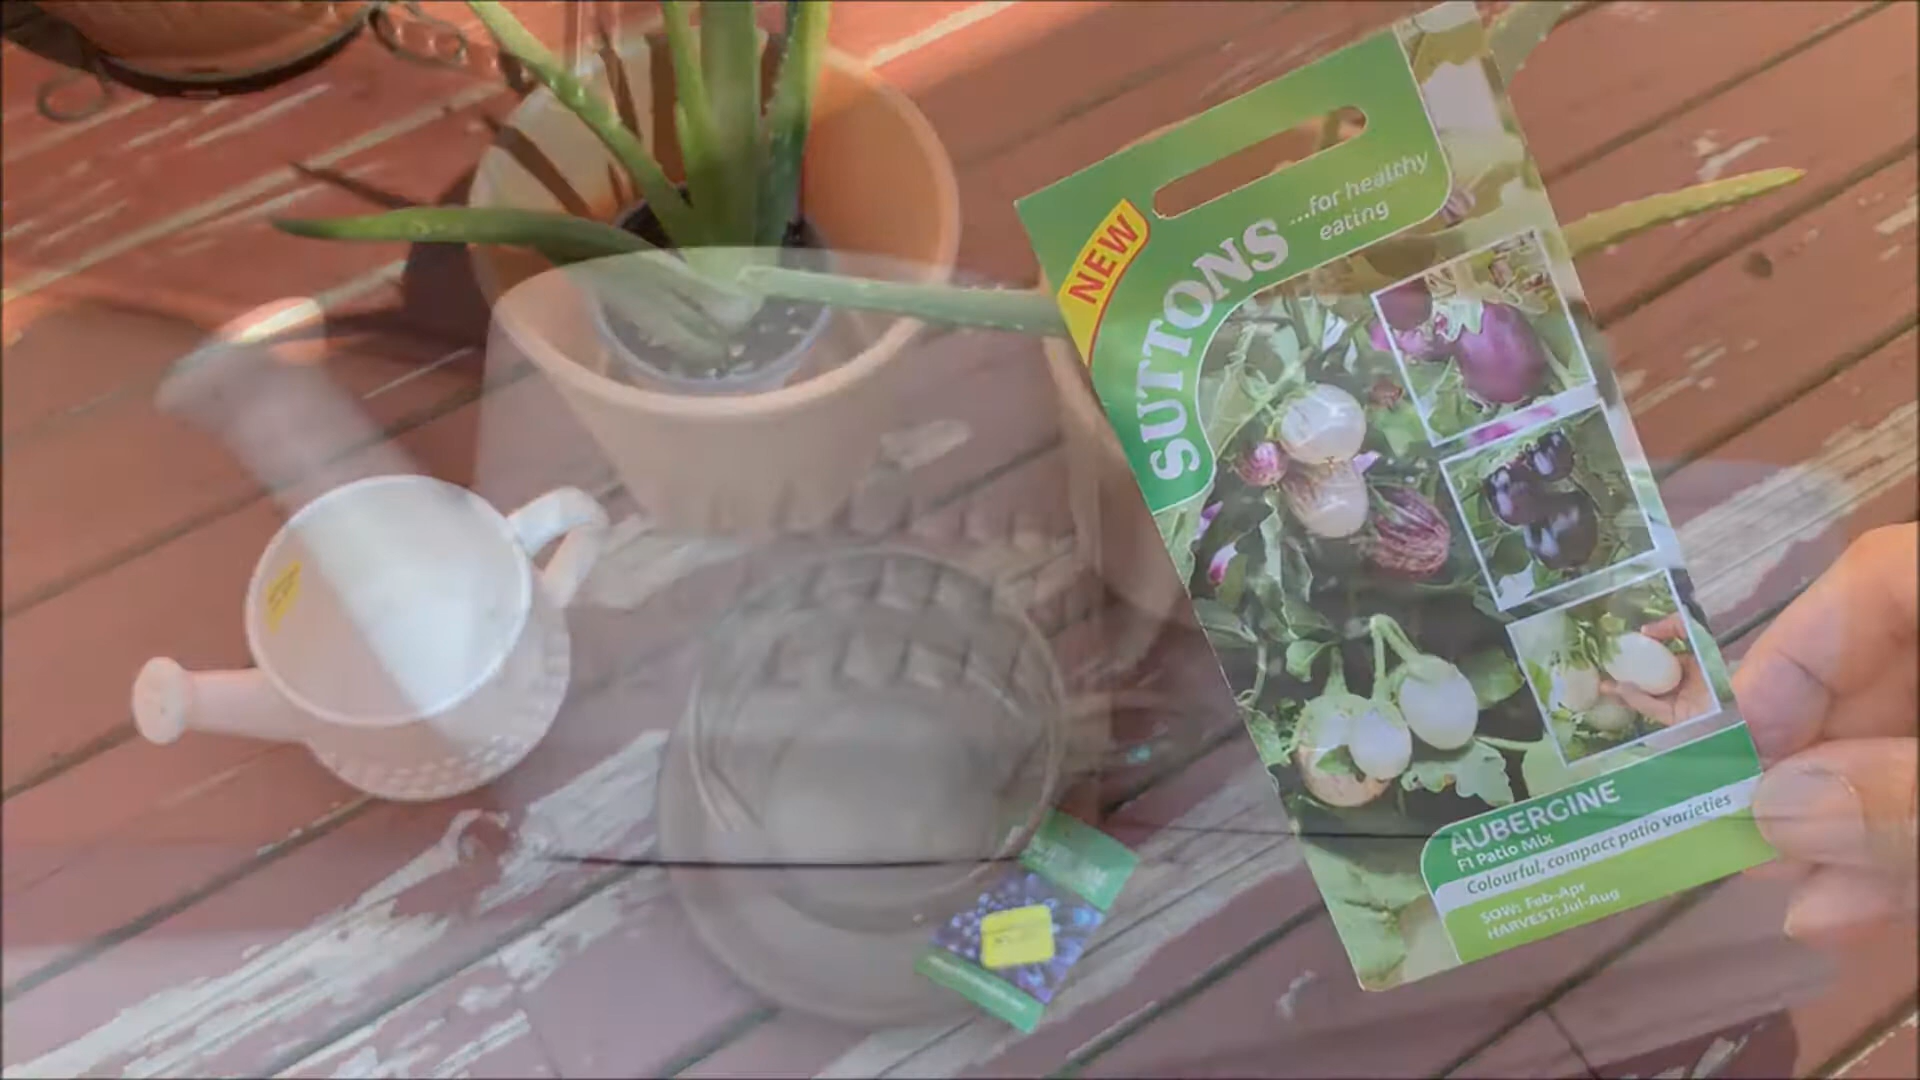 NEW
SUTTONS
...for healthy
eating
AUBERGINE
F1 Patio Mix
Colourful, compact patio varieties
SOW: Feb-Apr
HARVEST: Jul-Aug